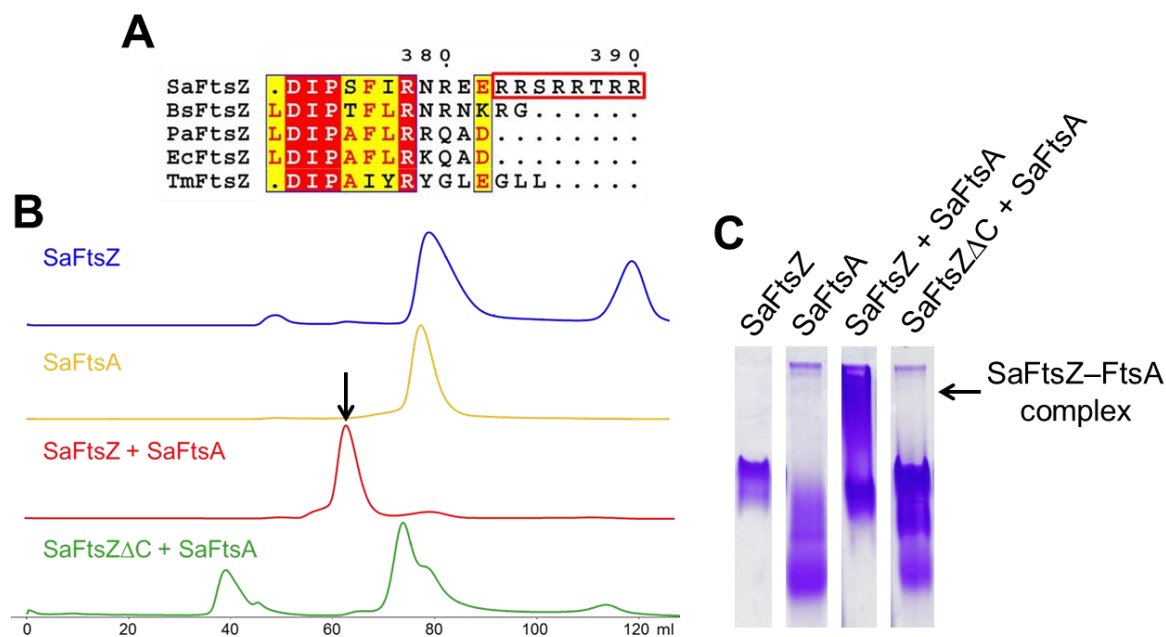 A
380 390
SaFtsZ .DIPSFIRNREERRSRRTRR
BsFtsZ LDIPTFLRNRNKRG......
PaFtsZ LDIPAFLRRQAD........
EcFtsZ LDIPAFLRKQAD........
TmFtsZ .DIPAIYRYGLEGLL.....
B
SaFtsZ
SaFtsA
SaFtsZ + SaFtsA
SaFtsZΔC + SaFtsA
0 20 40 60 80 100 120 ml
C
SaFtsZ
SaFtsA
SaFtsZ + SaFtsA
SaFtsZΔC + SaFtsA
SaFtsZ–FtsA
complex